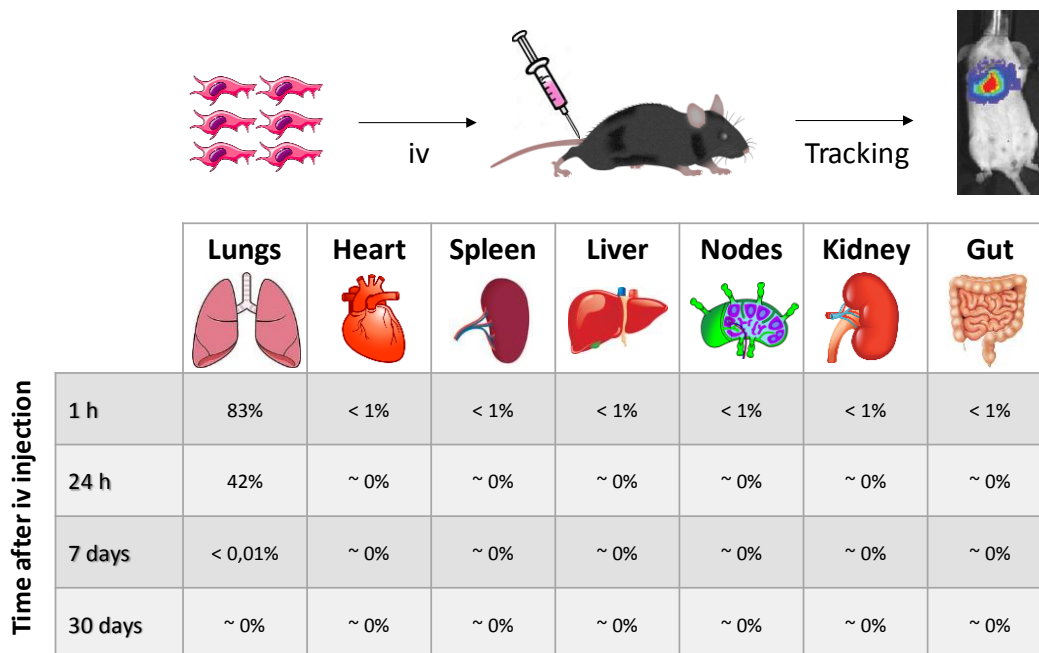 iv
Tracking
Lungs Heart Spleen Liver Nodes Kidney Gut
Time after iv injection
1 h 83% < 1% < 1% < 1% < 1% < 1% < 1%
24 h 42% ~ 0% ~ 0% ~ 0% ~ 0% ~ 0% ~ 0%
7 days < 0,01% ~ 0% ~ 0% ~ 0% ~ 0% ~ 0% ~ 0%
30 days ~ 0% ~ 0% ~ 0% ~ 0% ~ 0% ~ 0% ~ 0%